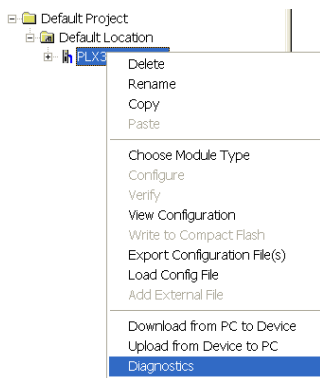 Default Project
Default Location
PLX3
Delete
Rename
Copy
Paste
Choose Module Type
Configure
Verify
View Configuration
Write to Compact Flash
Export Configuration File(s)
Load Config File
Add External File
Download from PC to Device
Upload from Device to PC
Diagnostics